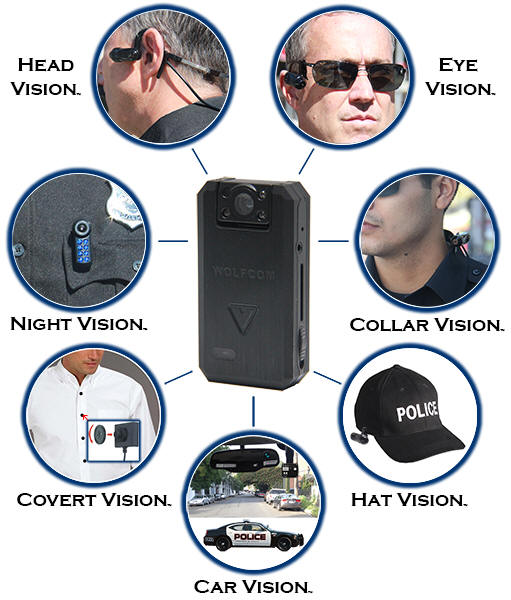 HEAD
VISION™
EYE
VISION™
WOLFCOM
V
NIGHT VISION™
COLLAR VISION™
POLICE
COVERT VISION™
HAT VISION™
POLICE
CAR VISION™